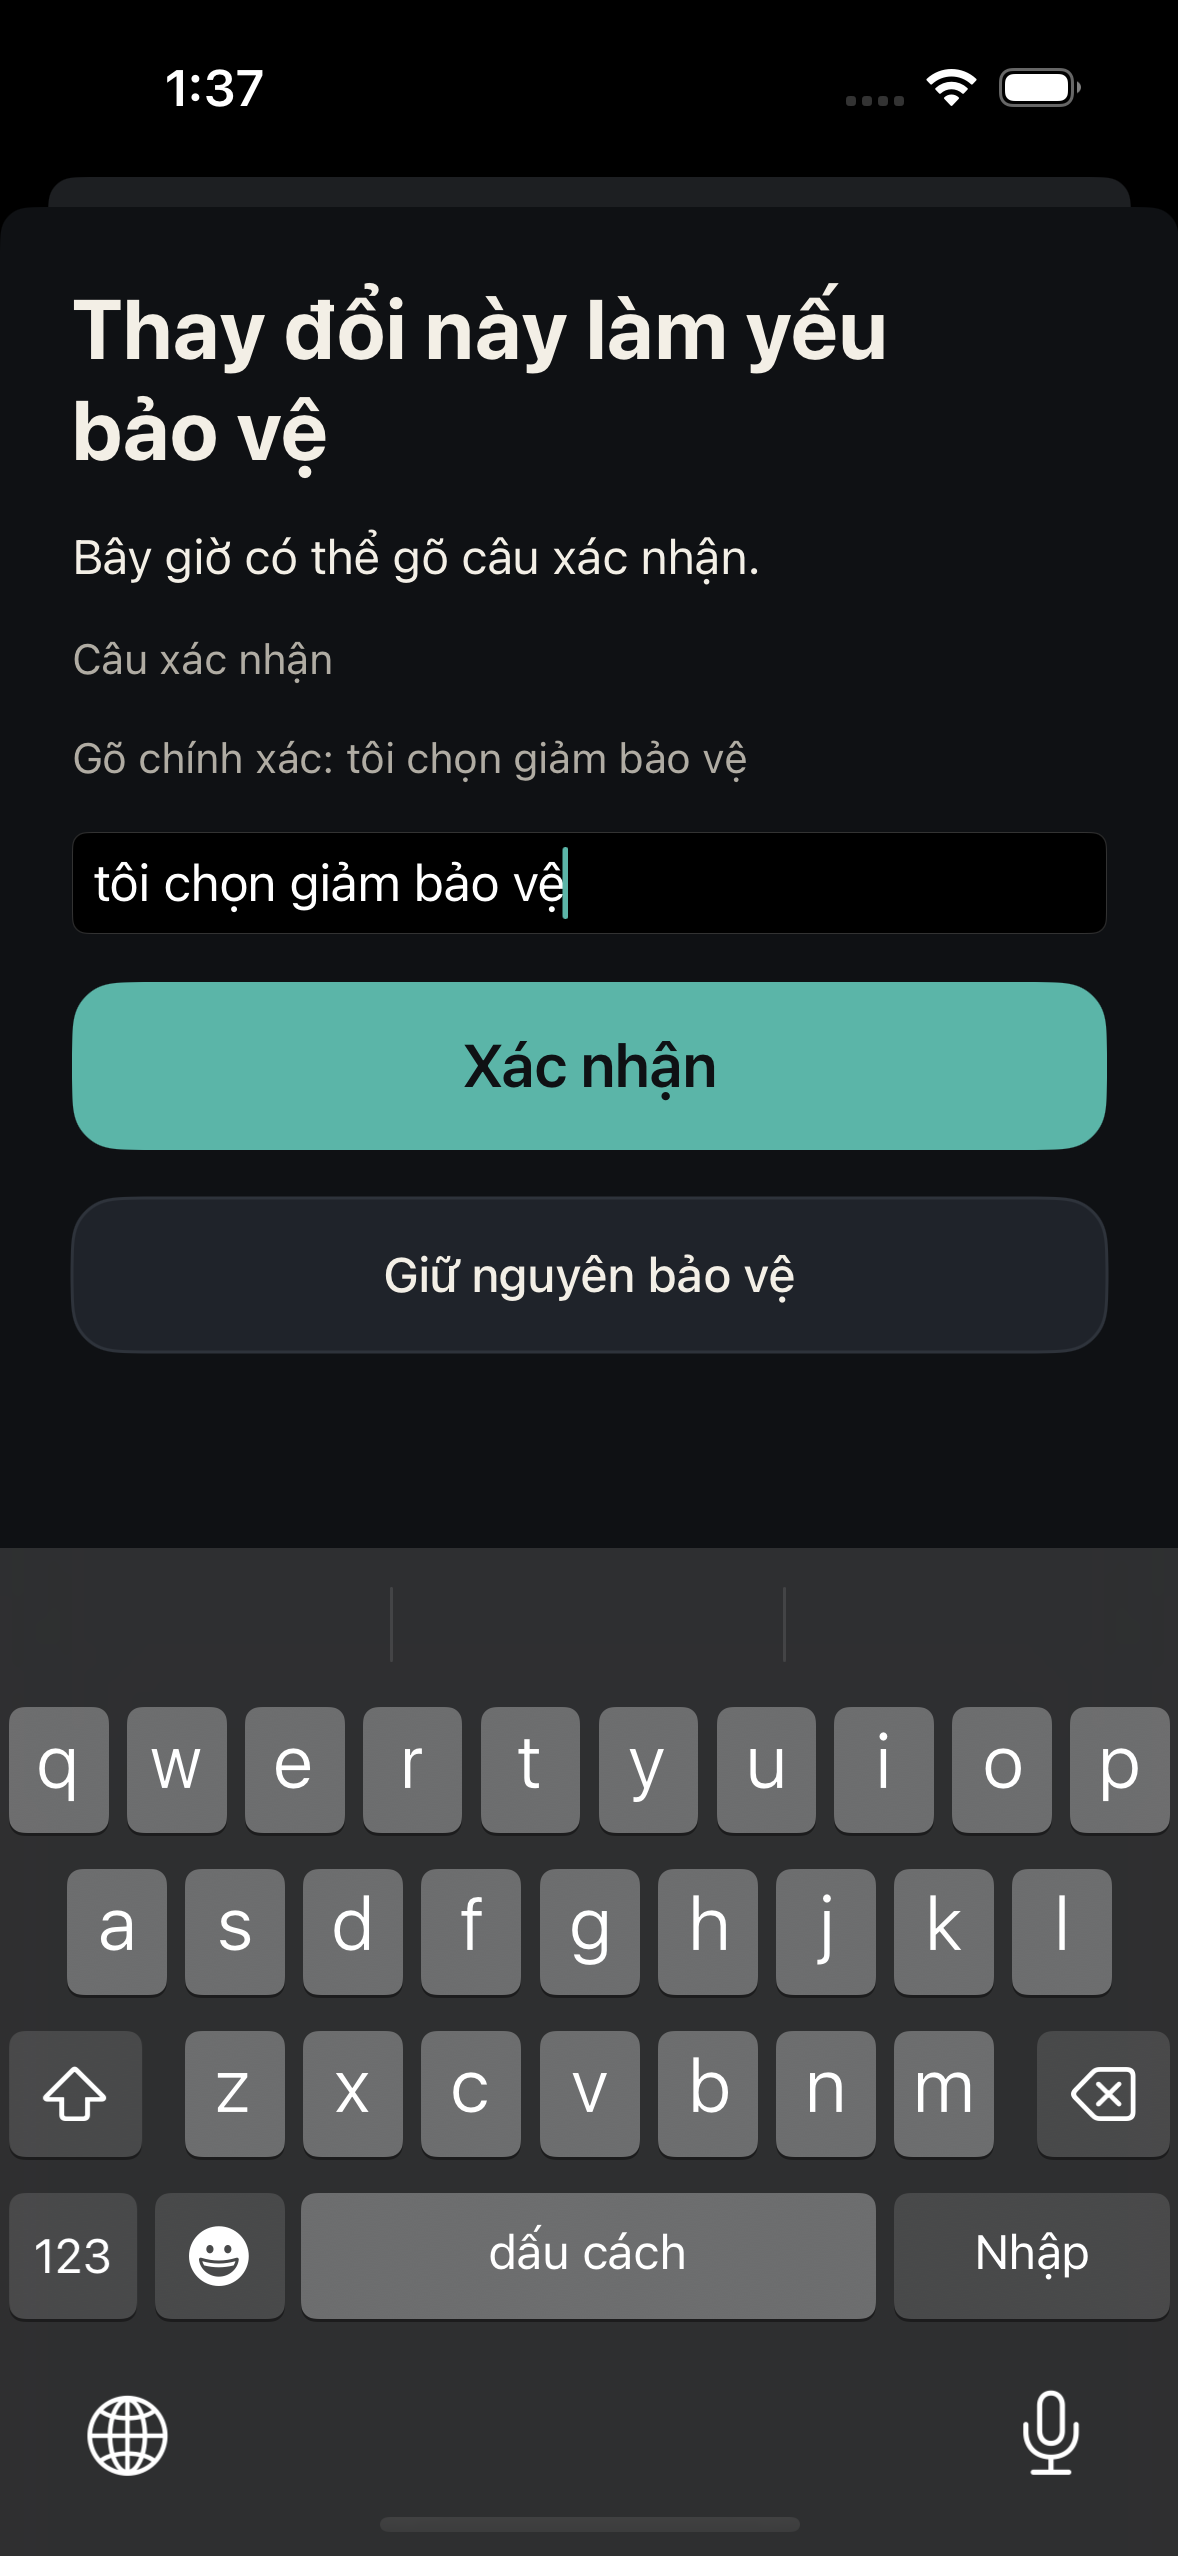 1:37
Thay đổi này làm yếu
bảo vệ
Bây giờ có thể gõ câu xác nhận.
Câu xác nhận
Gõ chính xác: tôi chọn giảm bảo vệ
tôi chọn giảm bảo vệ
Xác nhận
Giữ nguyên bảo vệ
q w e r t y u i o p
a s d f g h j k l
z x c v b n m
123 dấu cách Nhập